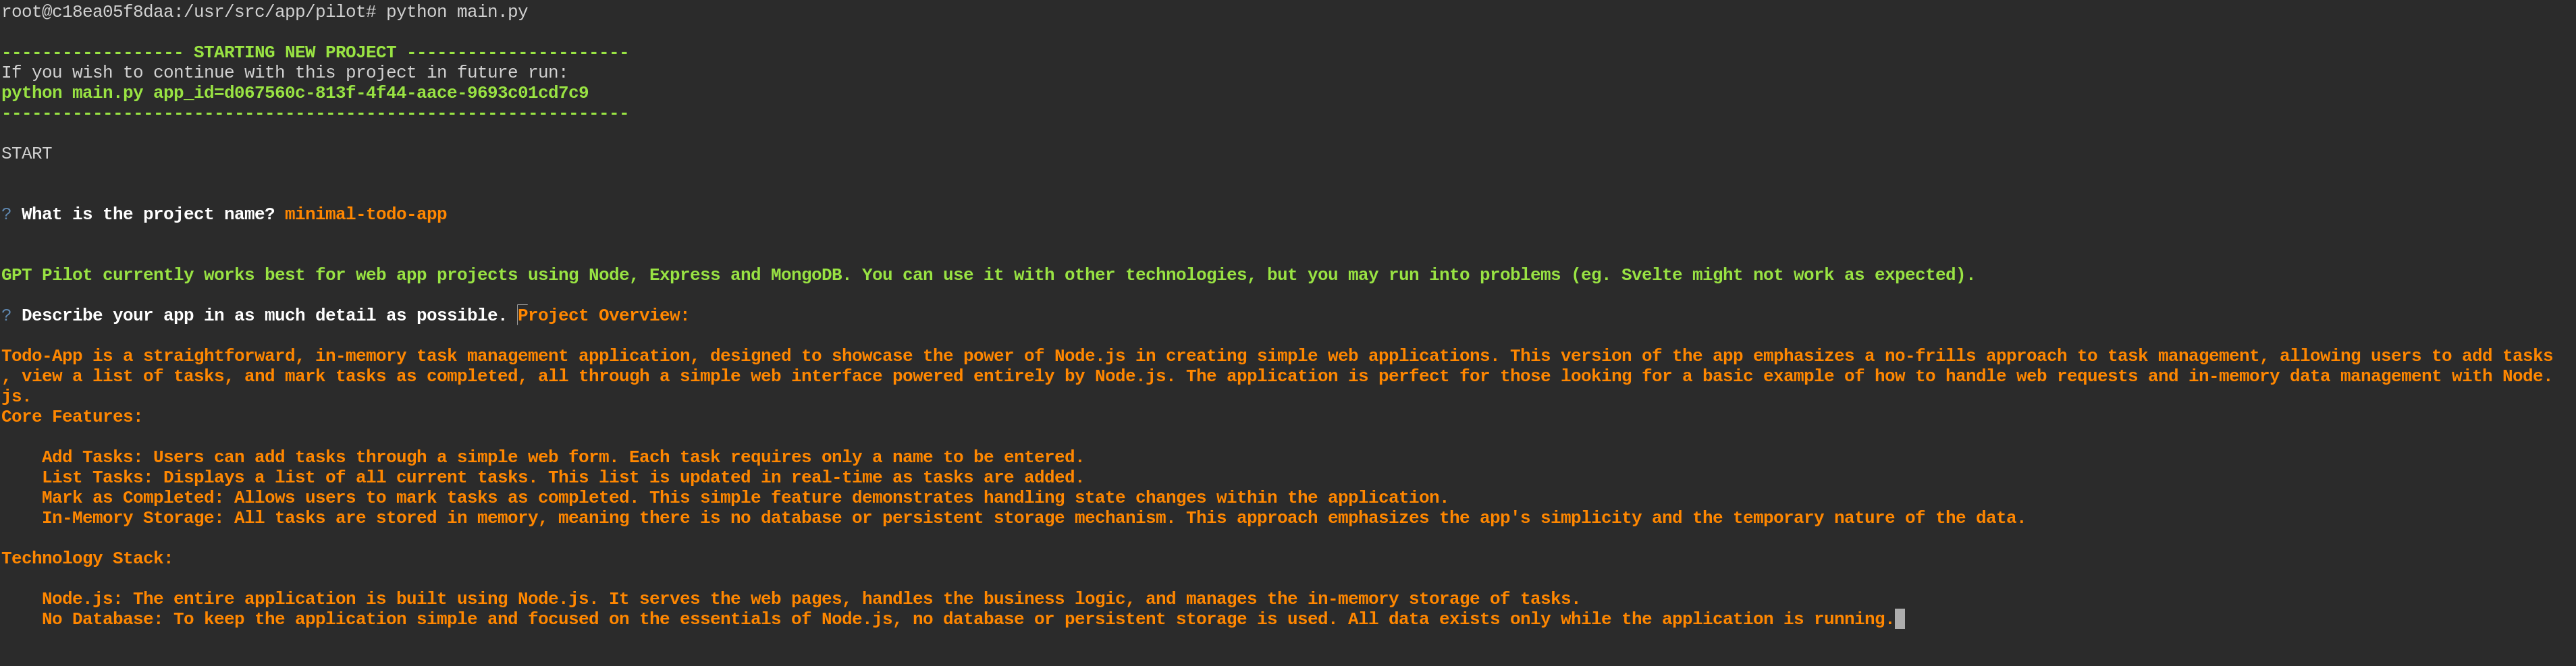 root@c18ea05f8daa:/usr/src/app/pilot# python main.py
------------------ STARTING NEW PROJECT ----------------------
If you wish to continue with this project in future run:
python main.py app_id=d067560c-813f-4f44-aace-9693c01cd7c9
--------------------------------------------------------------
START
? What is the project name? minimal-todo-app
GPT Pilot currently works best for web app projects using Node, Express and MongoDB. You can use it with other technologies, but you may run into problems (eg. Svelte might not work as expected).
? Describe your app in as much detail as possible. Project Overview:
Todo-App is a straightforward, in-memory task management application, designed to showcase the power of Node.js in creating simple web applications. This version of the app emphasizes a no-frills approach to task management, allowing users to add tasks
, view a list of tasks, and mark tasks as completed, all through a simple web interface powered entirely by Node.js. The application is perfect for those looking for a basic example of how to handle web requests and in-memory data management with Node.
js.
Core Features:
    Add Tasks: Users can add tasks through a simple web form. Each task requires only a name to be entered.
    List Tasks: Displays a list of all current tasks. This list is updated in real-time as tasks are added.
    Mark as Completed: Allows users to mark tasks as completed. This simple feature demonstrates handling state changes within the application.
    In-Memory Storage: All tasks are stored in memory, meaning there is no database or persistent storage mechanism. This approach emphasizes the app's simplicity and the temporary nature of the data.
Technology Stack:
    Node.js: The entire application is built using Node.js. It serves the web pages, handles the business logic, and manages the in-memory storage of tasks.
    No Database: To keep the application simple and focused on the essentials of Node.js, no database or persistent storage is used. All data exists only while the application is running.